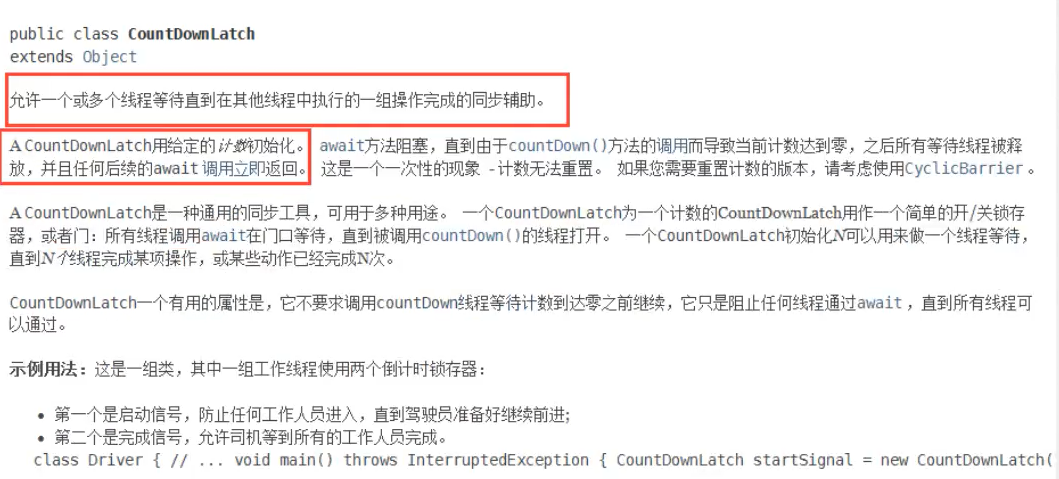 public class CountDownLatch
extends Object
允许一个或多个线程等待直到在其他线程中执行的一组操作完成的同步辅助。
A CountDownLatch用给定的计数初始化。 await方法阻塞，直到由于countDown()方法的调用而导致当前计数达到零，之后所有等待线程被释
放，并且任何后续的await 调用立即返回。 这是一个一次性的现象 - 计数无法重置。 如果您需要重置计数的版本，请考虑使用CyclicBarrier 。
A CountDownLatch是一种通用的同步工具，可用于多种用途。 一个CountDownLatch为一个计数的CountDownLatch用作一个简单的开/关锁存
器，或者门：所有线程调用await在门口等待，直到被调用countDown()的线程打开。 一个CountDownLatch初始化N可以用来做一个线程等待，
直到N个线程完成某项操作，或某些动作已经完成N次。
CountDownLatch一个有用的属性是，它不要求调用countDown线程等待计数到达零之前继续，它只是阻止任何线程通过await ，直到所有线程可
以通过。
示例用法：这是一组类，其中一组工作线程使用两个倒计时锁存器：
• 第一个是启动信号，防止任何工作人员进入，直到驾驶员准备好继续前进;
• 第二个是完成信号，允许司机等到所有的工作人员完成。
class Driver { // ... void main() throws InterruptedException { CountDownLatch startSignal = new CountDownLatch(